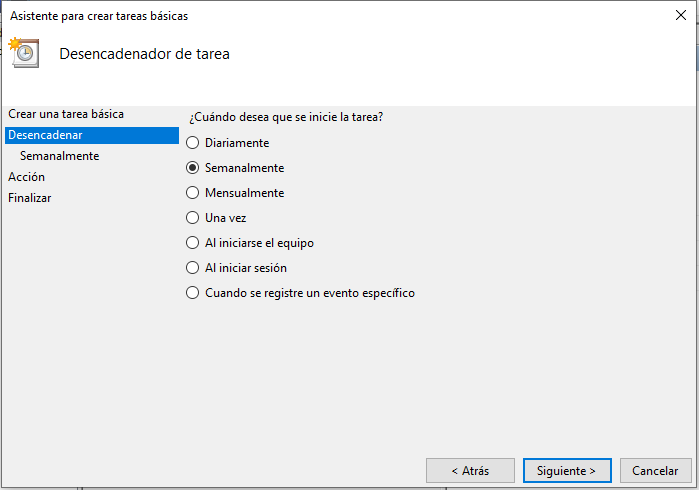 Asistente para crear tareas básicas
Desencadenador de tarea
Crear una tarea básica
Desencadenar
Semanalmente
Acción
Finalizar
¿Cuándo desea que se inicie la tarea?
Diariamente
Semanalmente
Mensualmente
Una vez
Al iniciarse el equipo
Al iniciar sesión
Cuando se registre un evento específico
< Atrás
Siguiente >
Cancelar